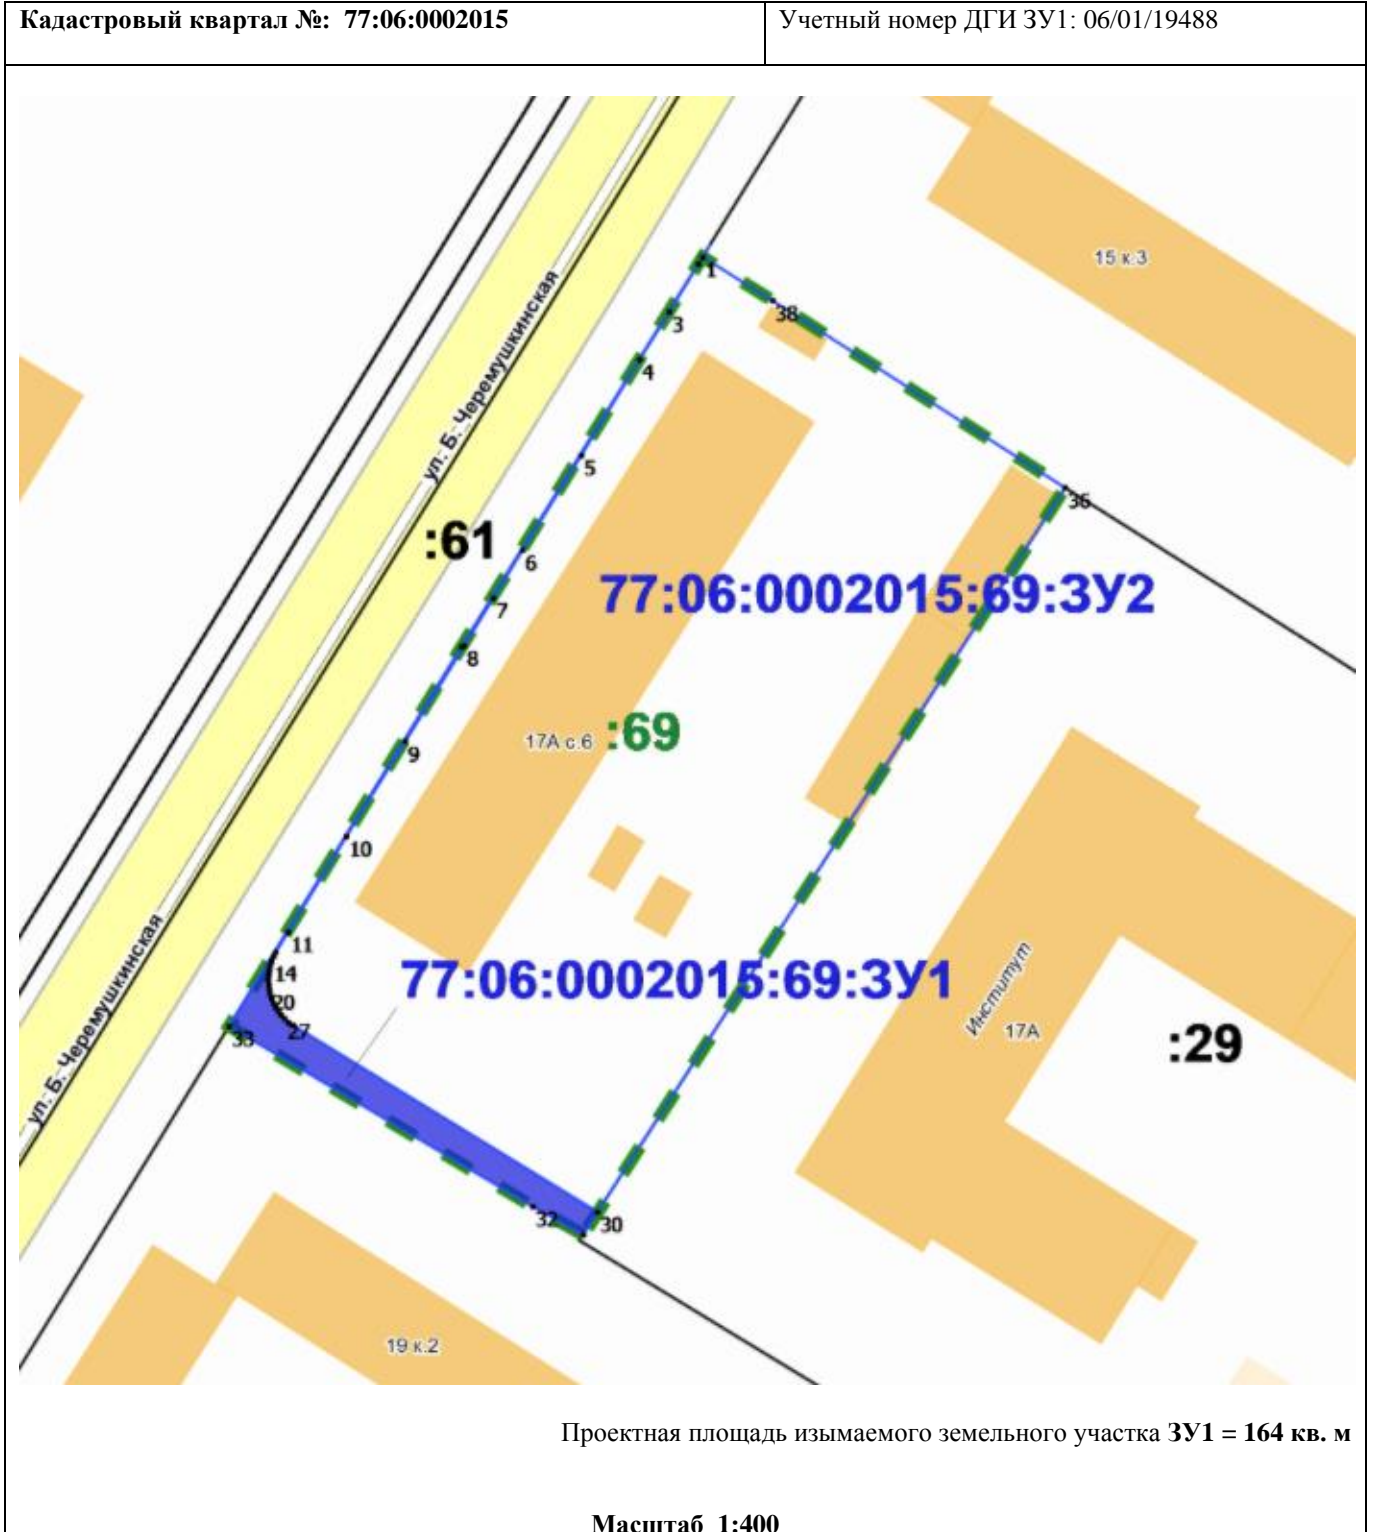 Кадастровый квартал №: 77:06:0002015
Учетный номер ДГИ ЗУ1: 06/01/19488
15 к.3
1
38
3
4
ул. Б. Черемушкинская
5
36
:61
6
77:06:0002015:69:ЗУ2
7
8
17А с.6
:69
9
10
11
14
77:06:0002015:69:ЗУ1
20
Институт
27
17А
33
:29
ул. Б. Черемушкинская
32
30
19 к.2
Проектная площадь изымаемого земельного участка ЗУ1 = 164 кв. м
Масштаб 1:400